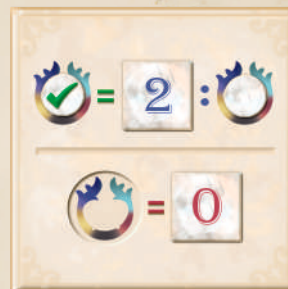 = 2 :
= 0